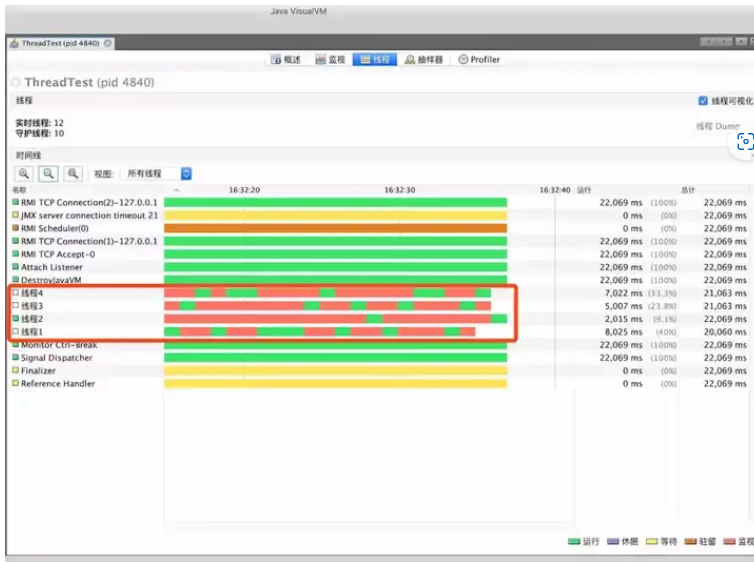 Java VisualVM
ThreadTest (pid 4840)
概述 监视 线程 抽样器 Profiler
ThreadTest (pid 4840)
线程 线程可视化
实时线程: 12
守护线程: 10
线程 Dump
时间线
视图: 所有线程
名称 16:32:20 16:32:30 16:32:40 运行 总计
RMI TCP Connection(2)-127.0.0.1 22,069 ms (100%) 22,069 ms
JMX server connection timeout 21 0 ms (0%) 22,069 ms
RMI Scheduler(0) 0 ms (0%) 22,069 ms
RMI TCP Connection(1)-127.0.0.1 22,069 ms (100%) 22,069 ms
RMI TCP Accept-0 22,069 ms (100%) 22,069 ms
Attach Listener 22,069 ms (100%) 22,069 ms
DestroyJavaVM 22,069 ms (100%) 22,069 ms
线程4 7,022 ms (33.3%) 21,063 ms
线程3 5,007 ms (23.8%) 21,063 ms
线程2 2,015 ms (9.1%) 22,069 ms
线程1 8,025 ms (40%) 20,060 ms
Monitor Ctrl-Break 22,069 ms (100%) 22,069 ms
Signal Dispatcher 22,069 ms (100%) 22,069 ms
Finalizer 0 ms (0%) 22,069 ms
Reference Handler 0 ms (0%) 22,069 ms
运行 休眠 等待 驻留 监视